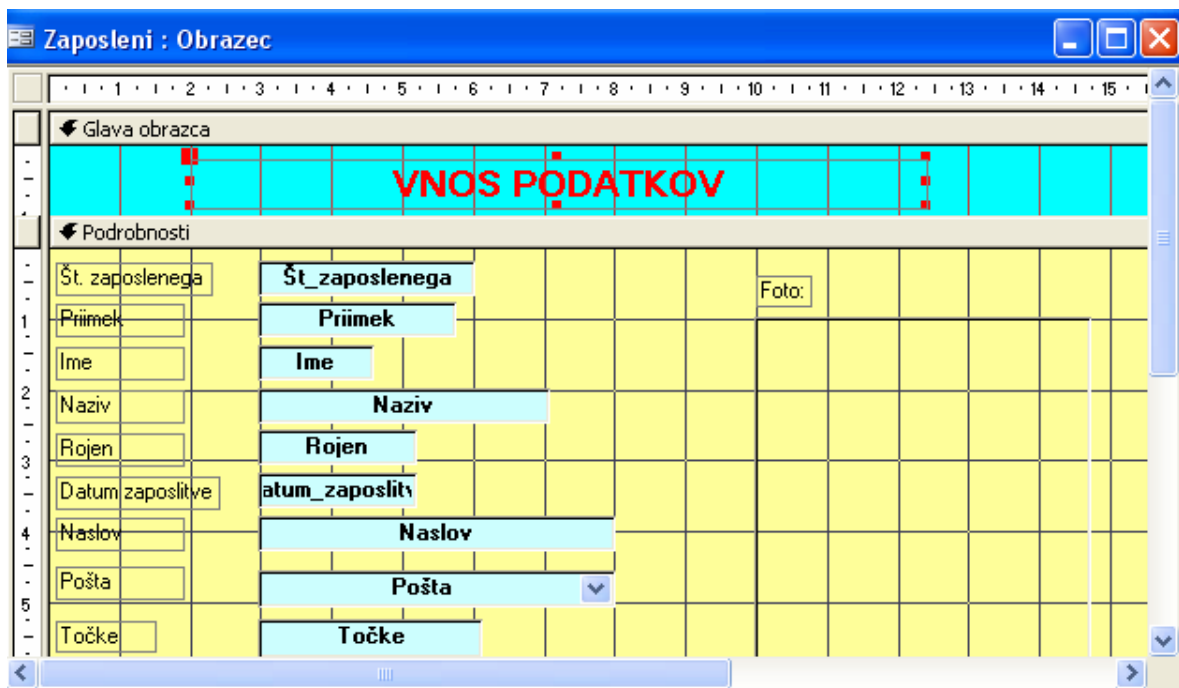 Zaposleni : Obrazec
1 2 3 4 5 6 7 8 9 10 11 12 13 14 15
Glava obrazca
VNOS PODATKOV
Podrobnosti
Št. zaposlenega Št_zaposlenega Foto:
1 Priimek Priimek
Ime Ime
2 Naziv Naziv
Rojen Rojen
3
Datum zaposlitve atum_zaposlitv
4 Naslov Naslov
Pošta Pošta
5
Točke Točke